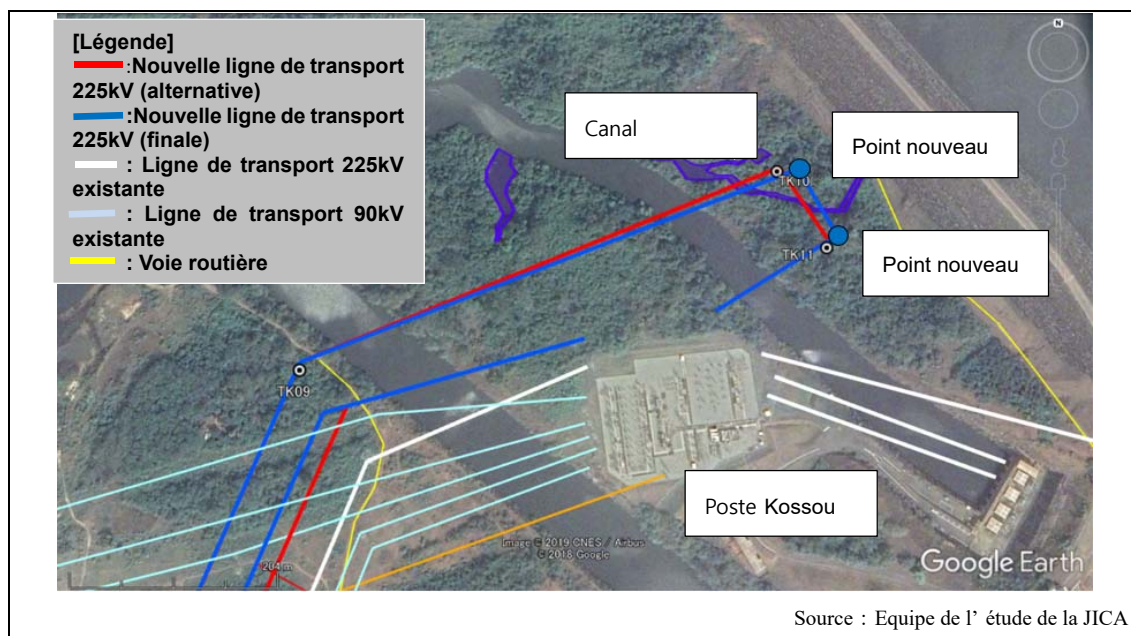 [Légende]
:Nouvelle ligne de transport
225kV (alternative)
:Nouvelle ligne de transport
225kV (finale)
: Ligne de transport 225kV
existante
: Ligne de transport 90kV
existante
: Voie routière
N
Canal
Point nouveau
TK10
TK11
Point nouveau
TK09
Poste Kossou
Image © 2019 CNES / Airbus
© 2018 Google
204 m
Google Earth
Source : Equipe de l’ étude de la JICA